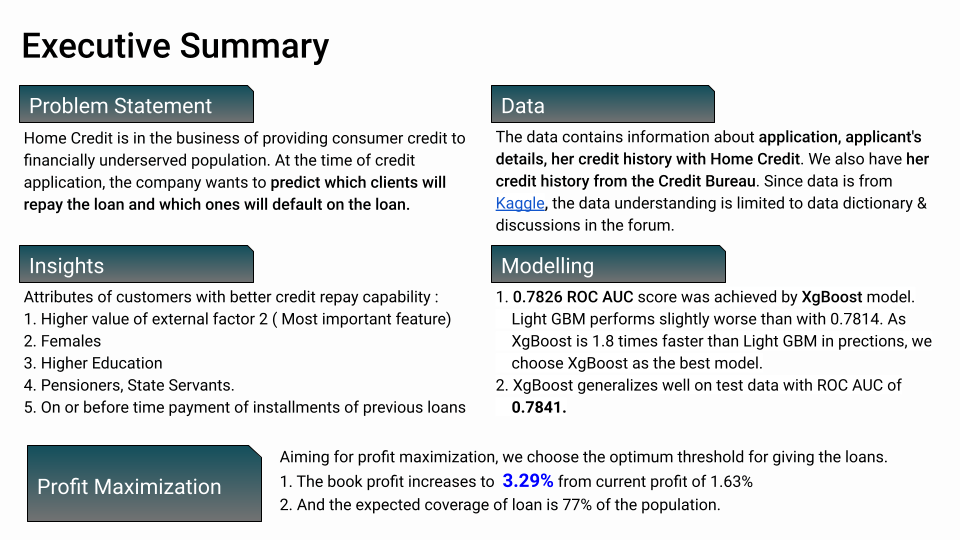 Executive Summary
Problem Statement
Home Credit is in the business of providing consumer credit to
financially underserved population. At the time of credit
application, the company wants to predict which clients will
repay the loan and which ones will default on the loan.
Data
The data contains information about application, applicant's
details, her credit history with Home Credit. We also have her
credit history from the Credit Bureau. Since data is from
Kaggle, the data understanding is limited to data dictionary &
discussions in the forum.
Insights
Attributes of customers with better credit repay capability :
1. Higher value of external factor 2 ( Most important feature)
2. Females
3. Higher Education
4. Pensioners, State Servants.
5. On or before time payment of installments of previous loans
Modelling
1. 0.7826 ROC AUC score was achieved by XgBoost model.
Light GBM performs slightly worse than with 0.7814. As
XgBoost is 1.8 times faster than Light GBM in prections, we
choose XgBoost as the best model.
2. XgBoost generalizes well on test data with ROC AUC of
0.7841.
Profit Maximization
Aiming for profit maximization, we choose the optimum threshold for giving the loans.
1. The book profit increases to 3.29% from current profit of 1.63%
2. And the expected coverage of loan is 77% of the population.